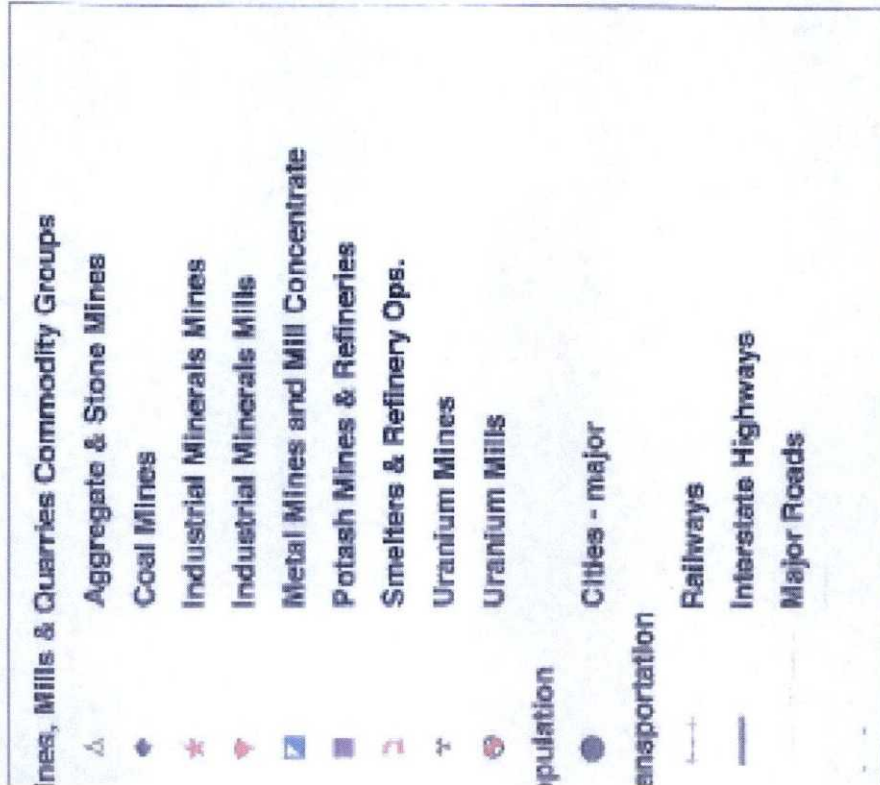 ines, Mills & Quarries Commodity Groups
Aggregate & Stone Mines
Coal Mines
Industrial Minerals Mines
Industrial Minerals Mills
Metal Mines and Mill Concentrate
Potash Mines & Refineries
Smelters & Refinery Ops.
Uranium Mines
Uranium Mills
opulation
Cities - major
ansportation
Railways
Interstate Highways
Major Roads